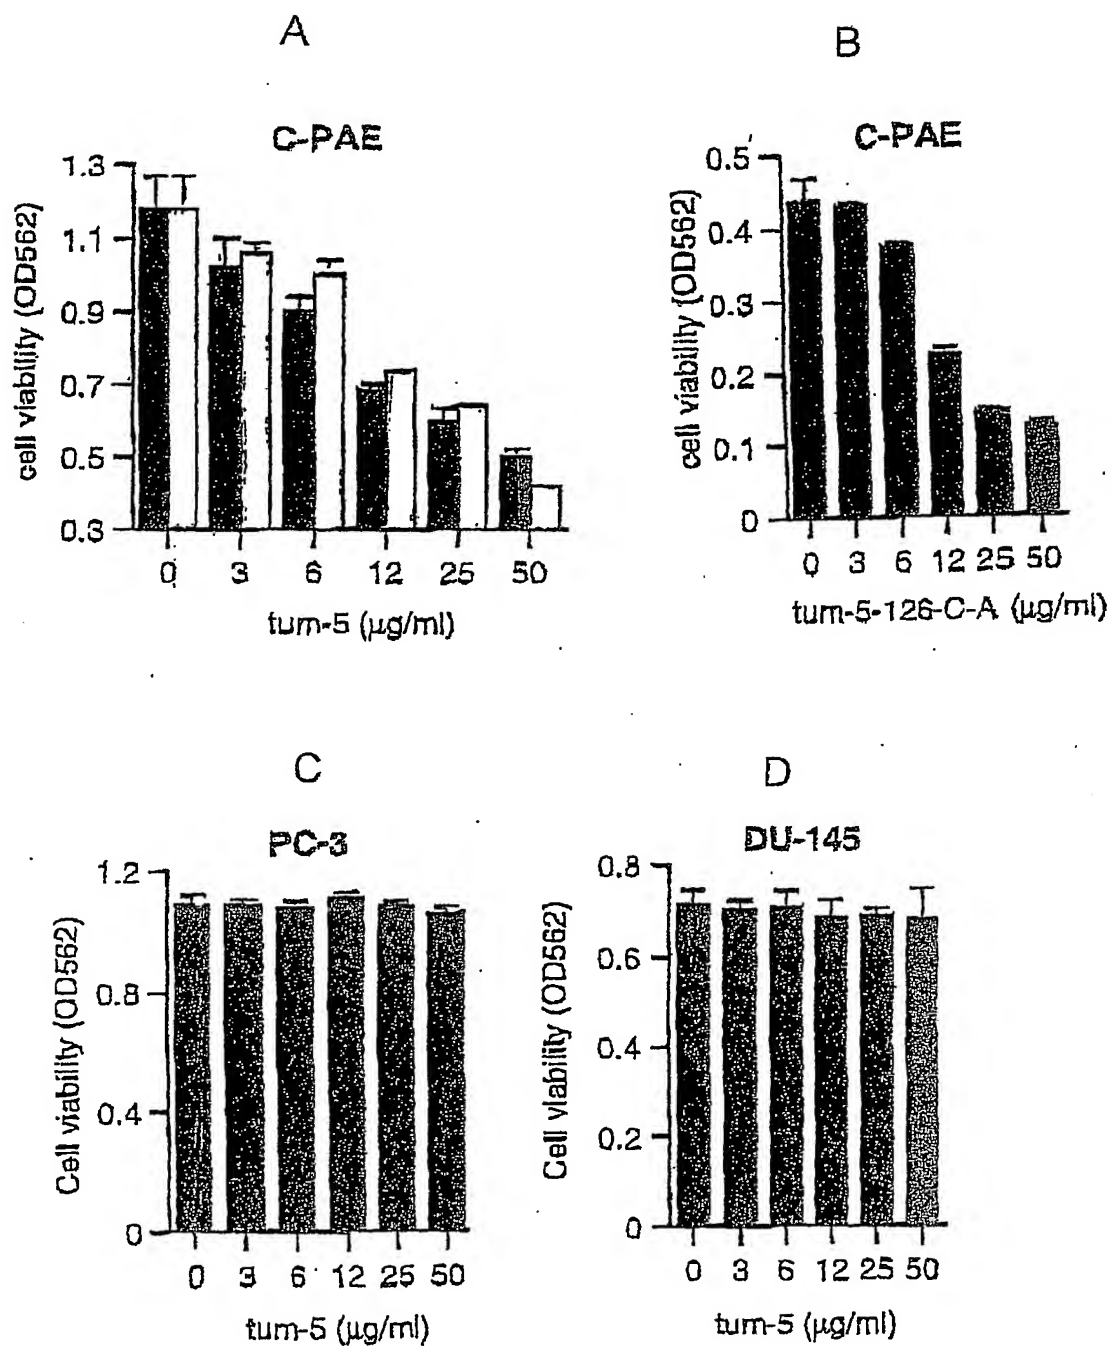 A
C-PAE
cell viability (OD562)
1.3
1.1
0.9
0.7
0.5
0.3
0 3 6 12 25 50
tum-5 (μg/ml)
B
C-PAE
cell viability (OD562)
0.5
0.4
0.3
0.2
0.1
0
0 3 6 12 25 50
tum-5-126-C-A (μg/ml)
C
PC-3
Cell viability (OD562)
1.2
0.8
0.4
0
0 3 6 12 25 50
tum-5 (μg/ml)
D
DU-145
Cell viability (OD562)
0.8
0.6
0.4
0.2
0
0 3 6 12 25 50
tum-5 (μg/ml)